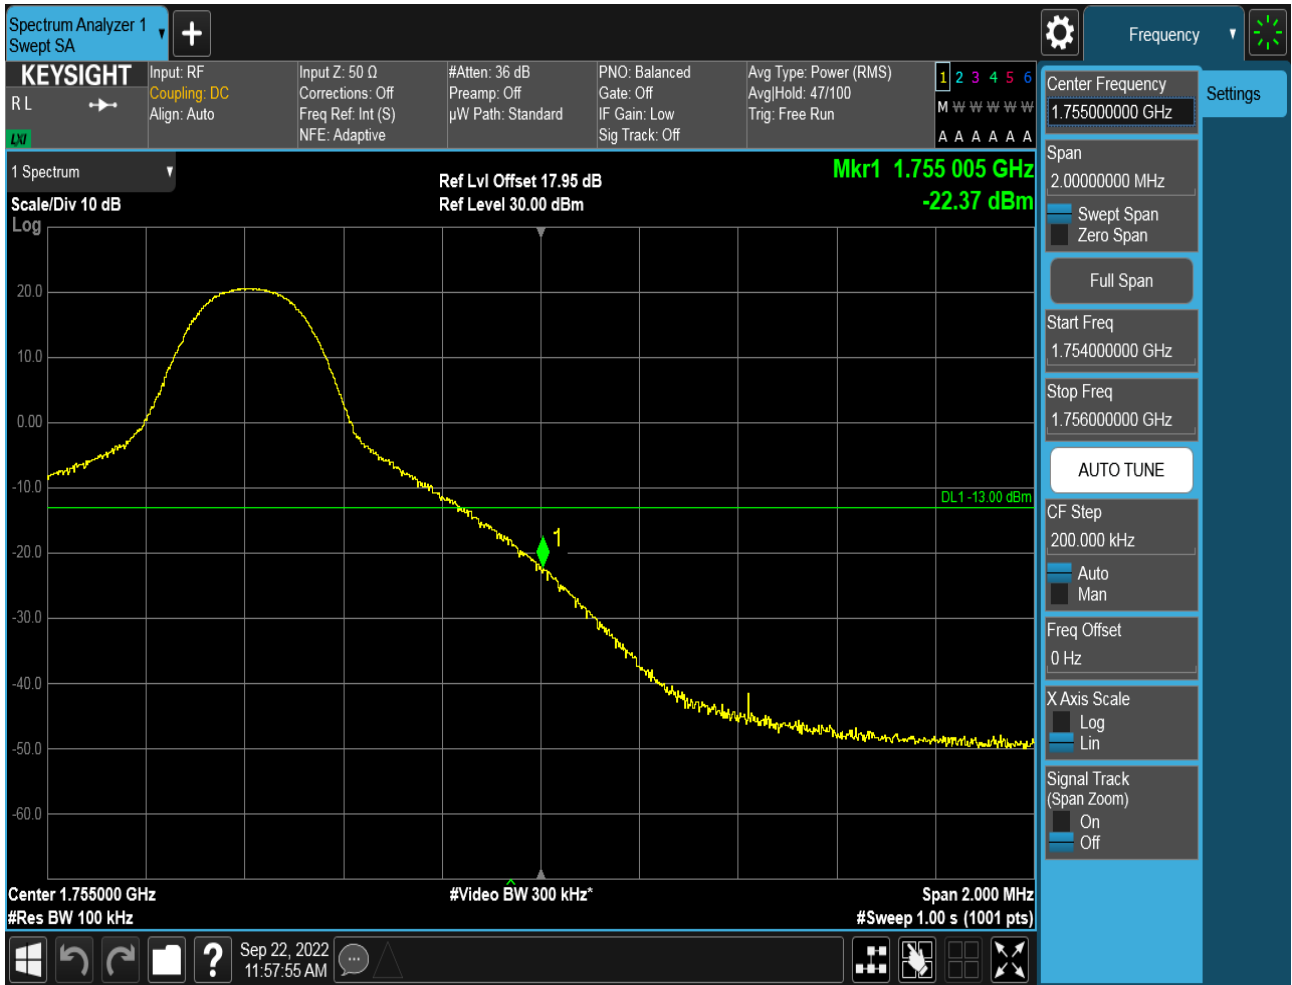 Spectrum Analyzer 1
Swept SA
Frequency
KEYSIGHT
R L
LXI
Input: RF
Coupling: DC
Align: Auto
Input Z: 50 Ω
Corrections: Off
Freq Ref: Int (S)
NFE: Adaptive
#Atten: 36 dB
Preamp: Off
µW Path: Standard
PNO: Balanced
Gate: Off
IF Gain: Low
Sig Track: Off
Avg Type: Power (RMS)
Avg|Hold: 47/100
Trig: Free Run
1 2 3 4 5 6
M W W W W W
A A A A A A
1 Spectrum
Scale/Div 10 dB
Log
Ref Lvl Offset 17.95 dB
Ref Level 30.00 dBm
Mkr1 1.755 005 GHz
-22.37 dBm
20.0
10.0
0.00
-10.0
-20.0
-30.0
-40.0
-50.0
-60.0
DL1 -13.00 dBm
1
Center 1.755000 GHz
#Res BW 100 kHz
#Video BW 300 kHz*
Span 2.000 MHz
#Sweep 1.00 s (1001 pts)
Center Frequency
1.755000000 GHz
Settings
Span
2.00000000 MHz
Swept Span
Zero Span
Full Span
Start Freq
1.754000000 GHz
Stop Freq
1.756000000 GHz
AUTO TUNE
CF Step
200.000 kHz
Auto
Man
Freq Offset
0 Hz
X Axis Scale
Log
Lin
Signal Track
(Span Zoom)
On
Off
?
Sep 22, 2022
11:57:55 AM